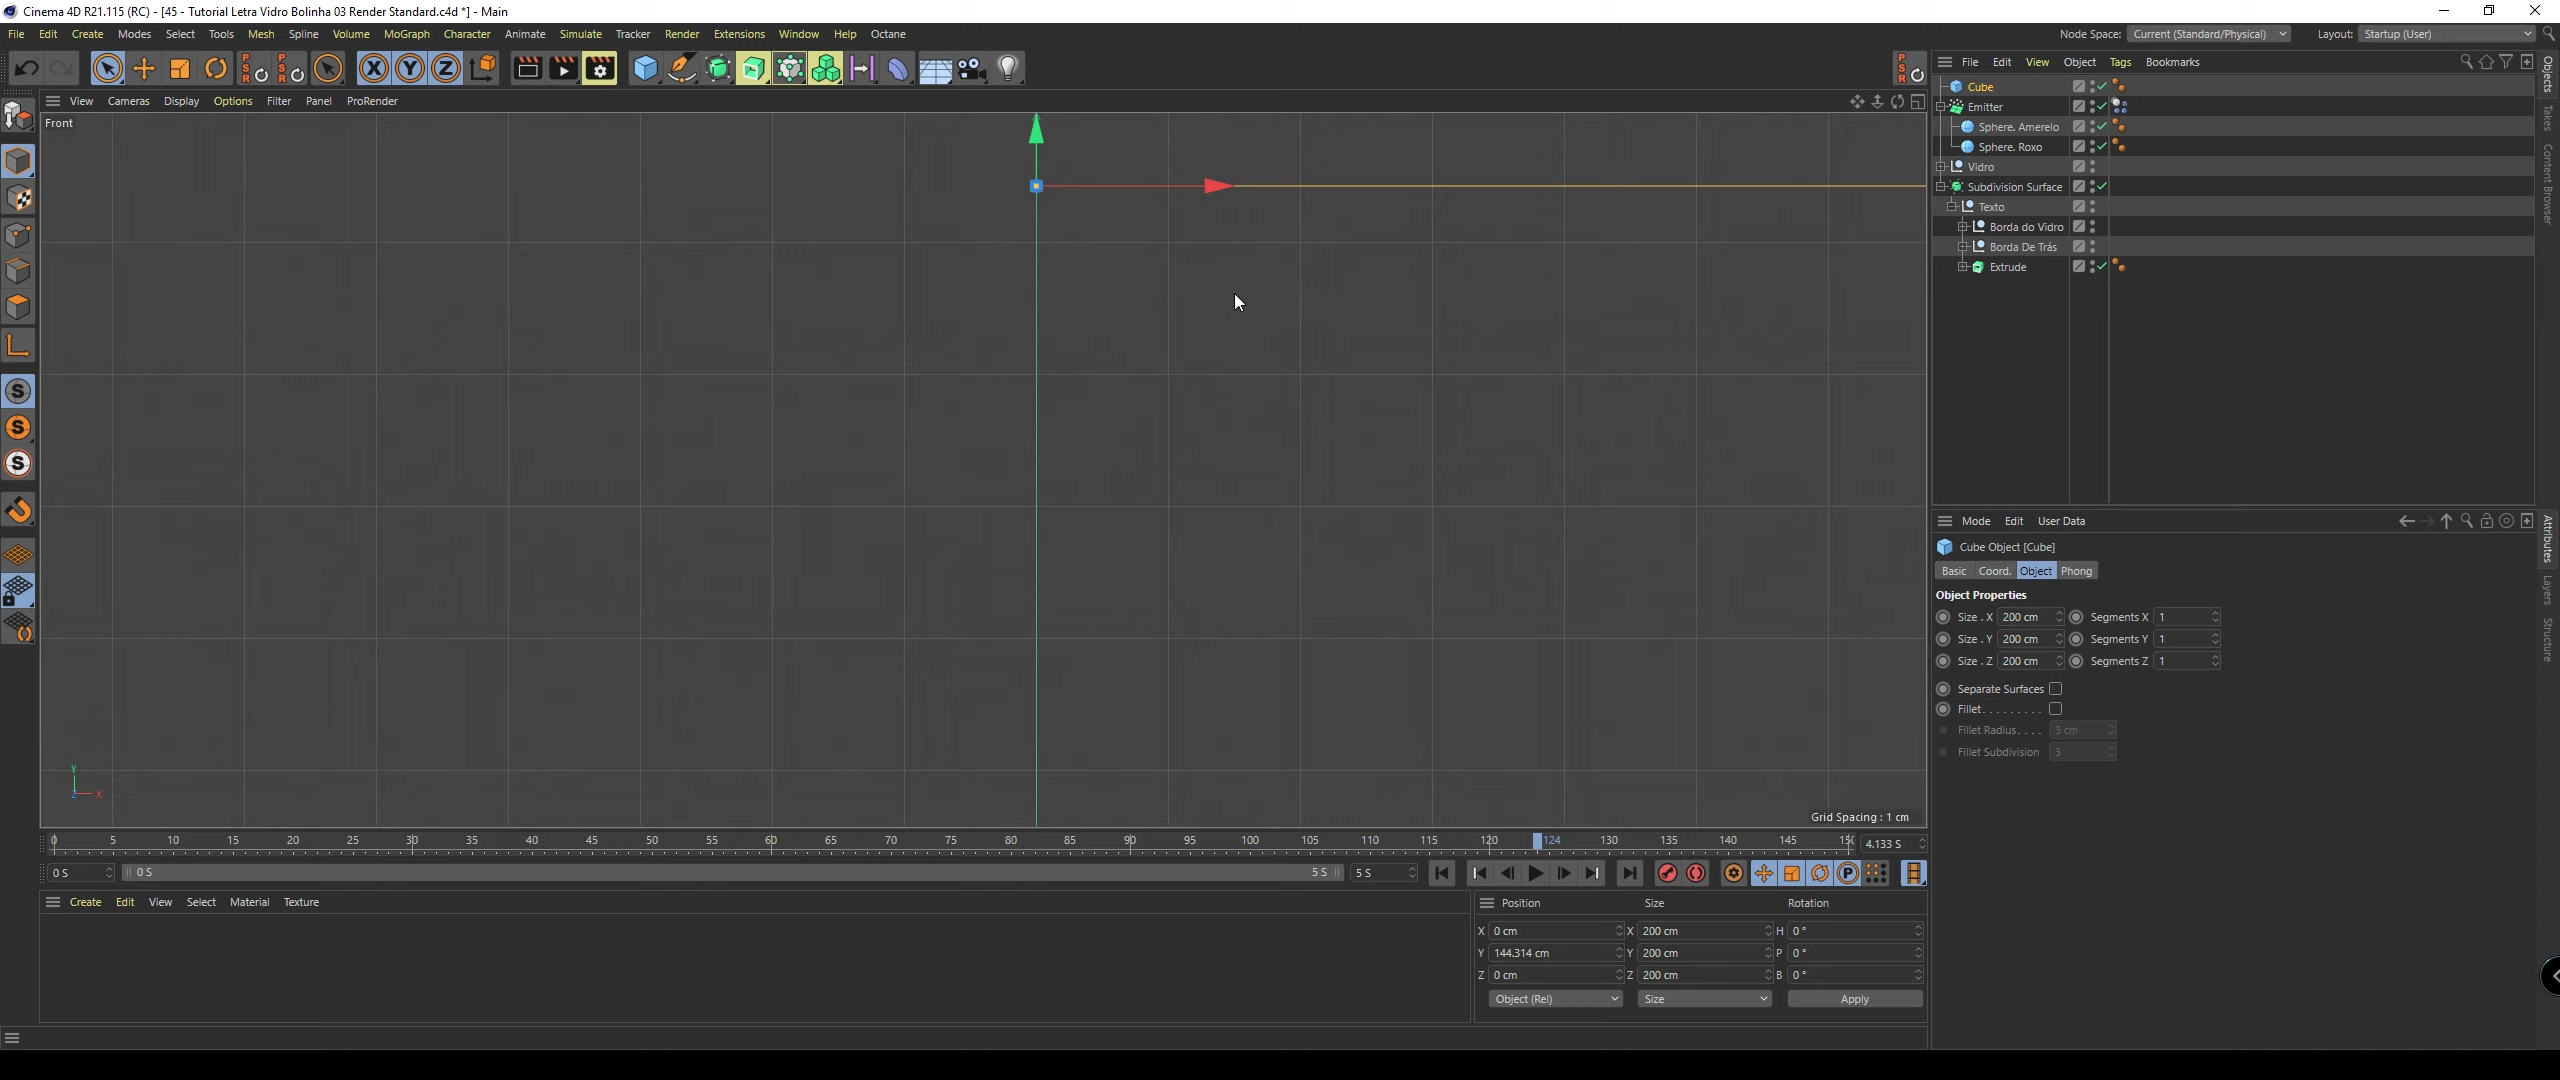 Cinema 4D R21.115 (RC) - [45 - Tutorial Letra Vidro Bolinha 03 Render Standard.c4d *] - Main
File Edit Create Modes Select Tools Mesh Spline Volume MoGraph Character Animate Simulate Tracker Render Extensions Window Help Octane
Node Space: Current (Standard/Physical) Layout: Startup (User)
View Cameras Display Options Filter Panel ProRender
Front
Y
Z X
Grid Spacing : 1 cm
0 5 10 15 20 25 30 35 40 45 50 55 60 65 70 75 80 85 90 95 100 105 110 115 120 124 130 135 140 145 150 4.133 S
0 S 0 S 5 S 5 S
Create Edit View Select Material Texture
Position Size Rotation
X 0 cm X 200 cm H 0 °
Y 144.314 cm Y 200 cm P 0 °
Z 0 cm Z 200 cm B 0 °
Object (Rel) Size Apply
File Edit View Object Tags Bookmarks
Cube
Emitter
Sphere. Amerelo
Sphere. Roxo
Vidro
Subdivision Surface
Texto
Borda do Vidro
Borda De Trás
Extrude
Objects
Takes
Content Browser
Mode Edit User Data
Cube Object [Cube]
Basic Coord. Object Phong
Object Properties
Size . X 200 cm Segments X 1
Size . Y 200 cm Segments Y 1
Size . Z 200 cm Segments Z 1
Separate Surfaces
Fillet. . . . . . . . .
Fillet Radius. . . . 3 cm
Fillet Subdivision 3
Attributes
Layers
Structure